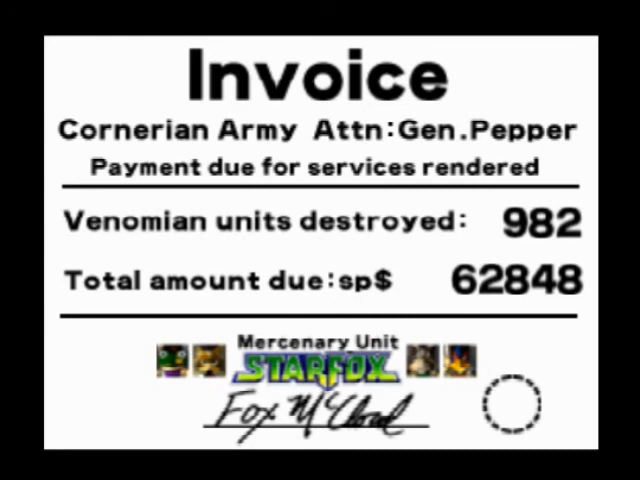 Invoice
Cornerian Army Attn:Gen.Pepper
Payment due for services rendered
Venomian units destroyed: 982
Total amount due:sp$ 62848
Mercenary Unit
STARFOX
Fox McCloud